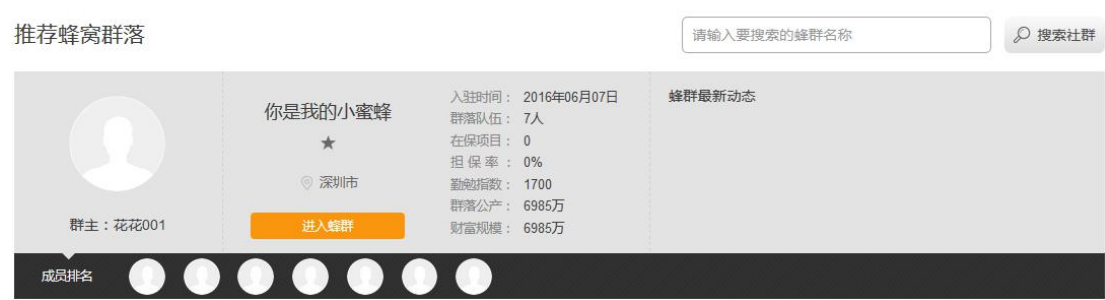 推荐蜂窝群落
请输入要搜索的蜂群名称
搜索社群
群主：花花001
你是我的小蜜蜂
深圳市
进入蜂群
入驻时间： 2016年06月07日
群落队伍： 7人
在保项目： 0
担 保 率 ： 0%
勤勉指数： 1700
群落公产： 6985万
财富规模： 6985万
蜂群最新动态
成员排名